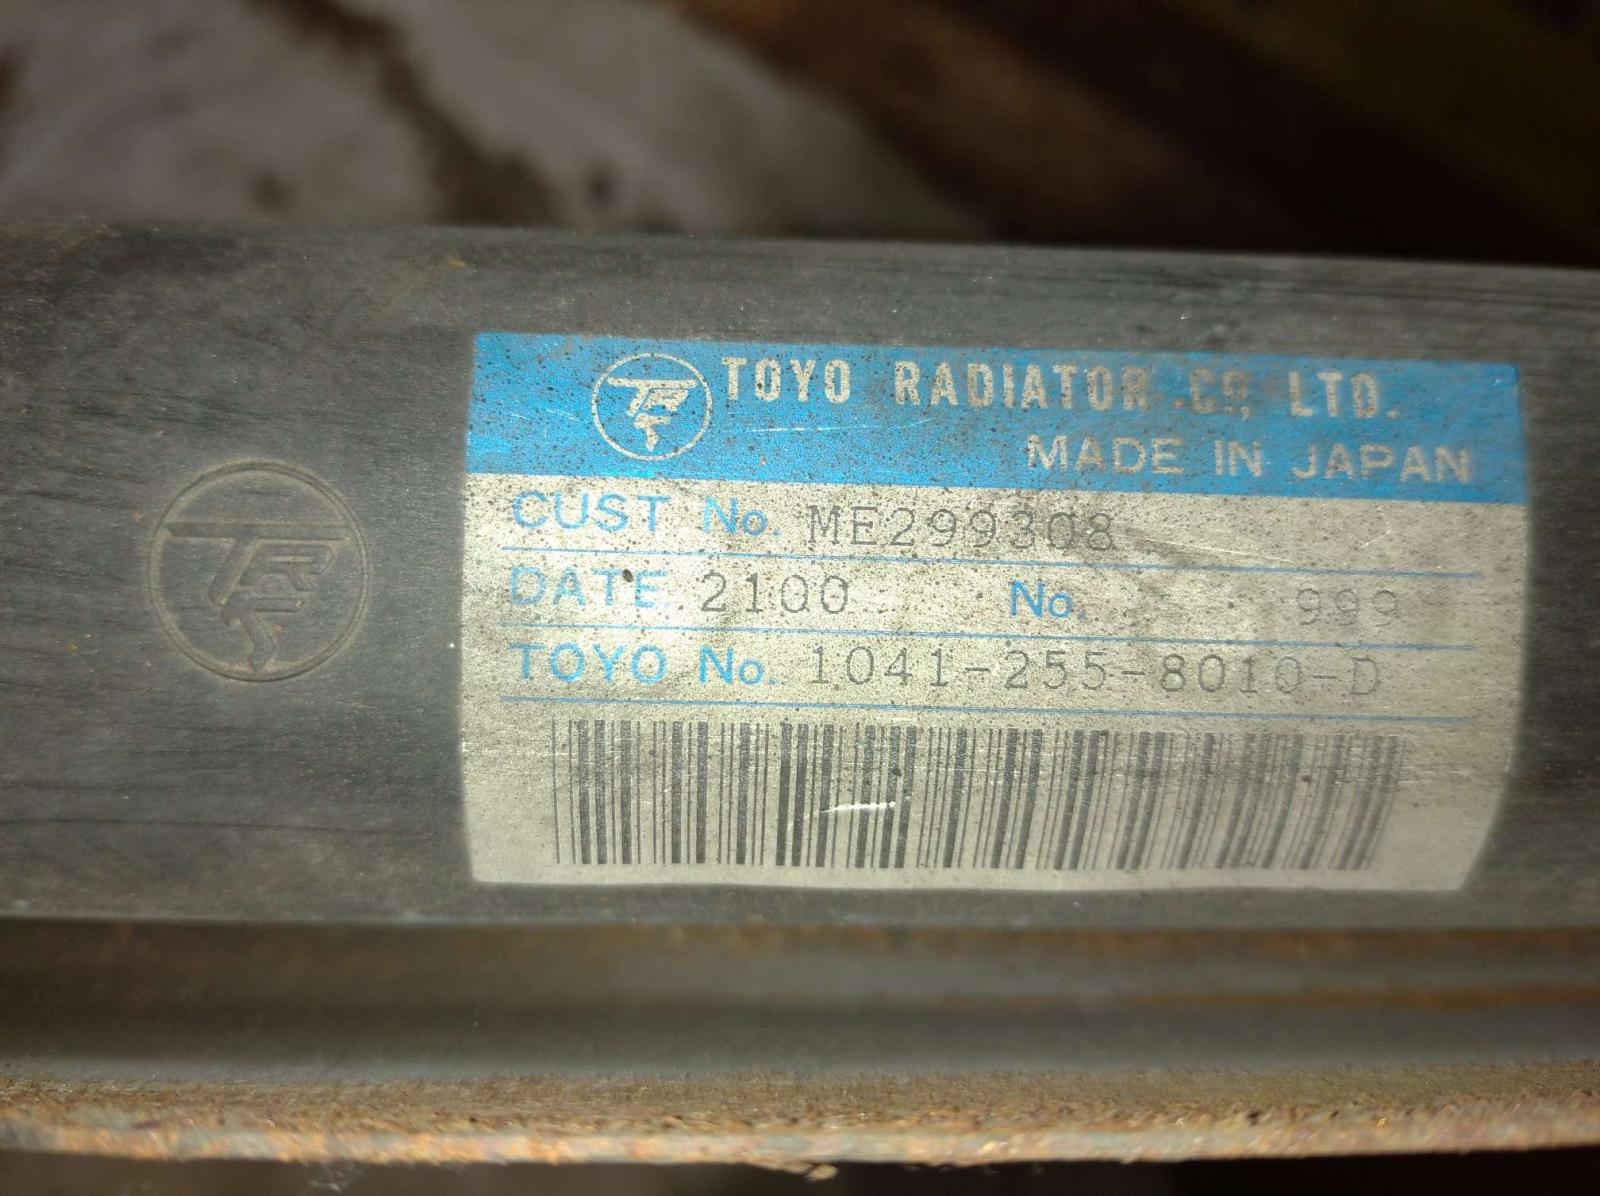 TOYO RADIATOR CO., LTD.
MADE IN JAPAN
CUST No. ME299308
DATE 2100 No. 999
TOYO No. 1041-255-8010-D